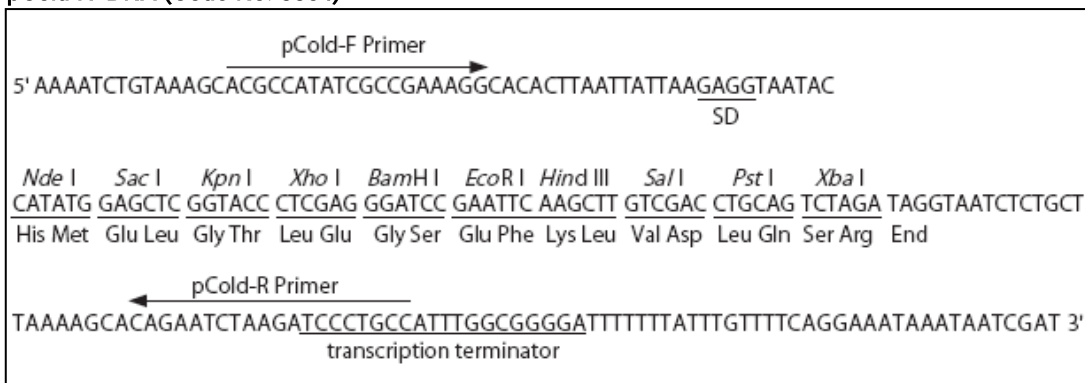 pCold-F Primer
5' AAAATCTGTAAAGCACGCCATATCGCCGAAAGGCACACTTAATTATTAAGAGGTAATAC
SD
Nde I Sac I Kpn I Xho I BamH I EcoR I Hind III Sal I Pst I Xba I
CATATG GAGCTC GGTACC CTCGAG GGATCC GAATTC AAGCTT GTCGAC CTGCAG TCTAGA TAGGTAATCTCTGCT
His Met Glu Leu Gly Thr Leu Glu Gly Ser Glu Phe Lys Leu Val Asp Leu Gln Ser Arg End
pCold-R Primer
TAAAAGCACAGAATCTAAGATCCCTGCCATTTGGCGGGGATTTTTTTATTTGTTTTCAGGAAATAAATAATCGAT 3'
transcription terminator